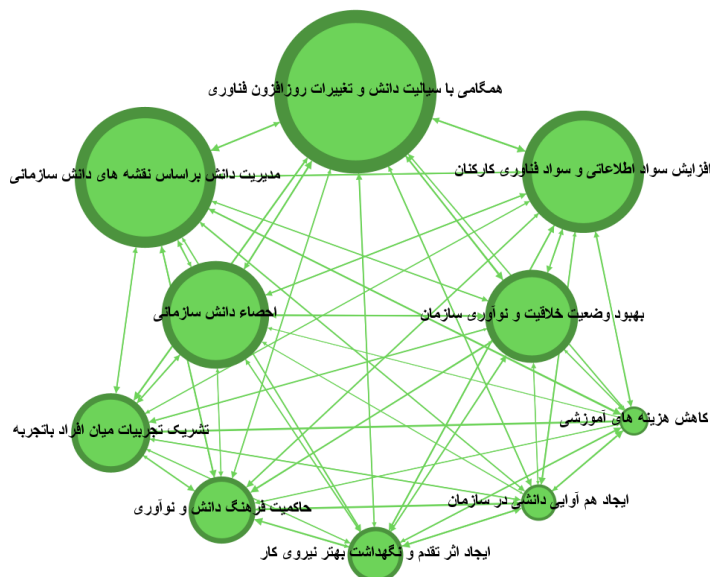 همگامی با سیالیت دانش و تغییرات روزافزون فناوری
افزایش سواد اطلاعاتی و سواد فناوری کارکنان
مدیریت دانش براساس نقشه های دانش سازمانی
بهبود وضعیت خلاقیت و نوآوری سازمان
احصاء دانش سازمانی
کاهش هزینه های آموزشی
تشریک تجربیات میان افراد باتجربه
ایجاد هم آوایی دانشی در سازمان
حاکمیت فرهنگ دانش و نوآوری
ایجاد اثر تقدم و نگهداشت بهتر نیروی کار